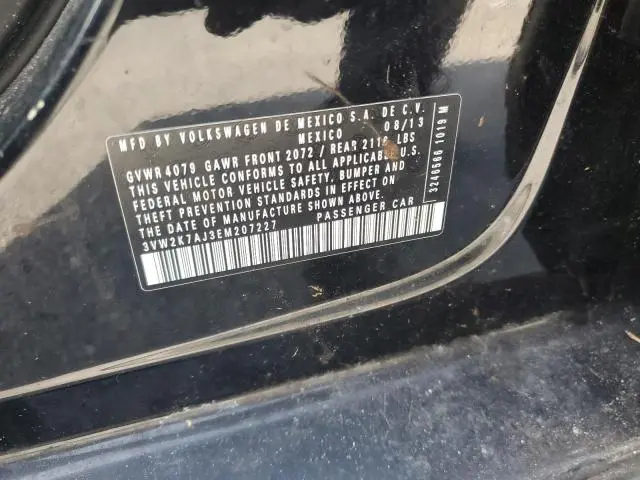 MFD BY VOLKSWAGEN DE MEXICO S.A. DE C.V.
MEXICO 08/13
GVWR 4079 GAWR FRONT 2072 / REAR LBS
THIS VEHICLE CONFORMS TO ALL APPLICABLE U.S.
FEDERAL MOTOR VEHICLE SAFETY, BUMPER AND
THEFT PREVENTION STANDARDS IN EFFECT ON
THE DATE OF MANUFACTURE SHOWN ABOVE.
3VW2K7AJ3EM207227 PASSENGER CAR
3246566 1019 M